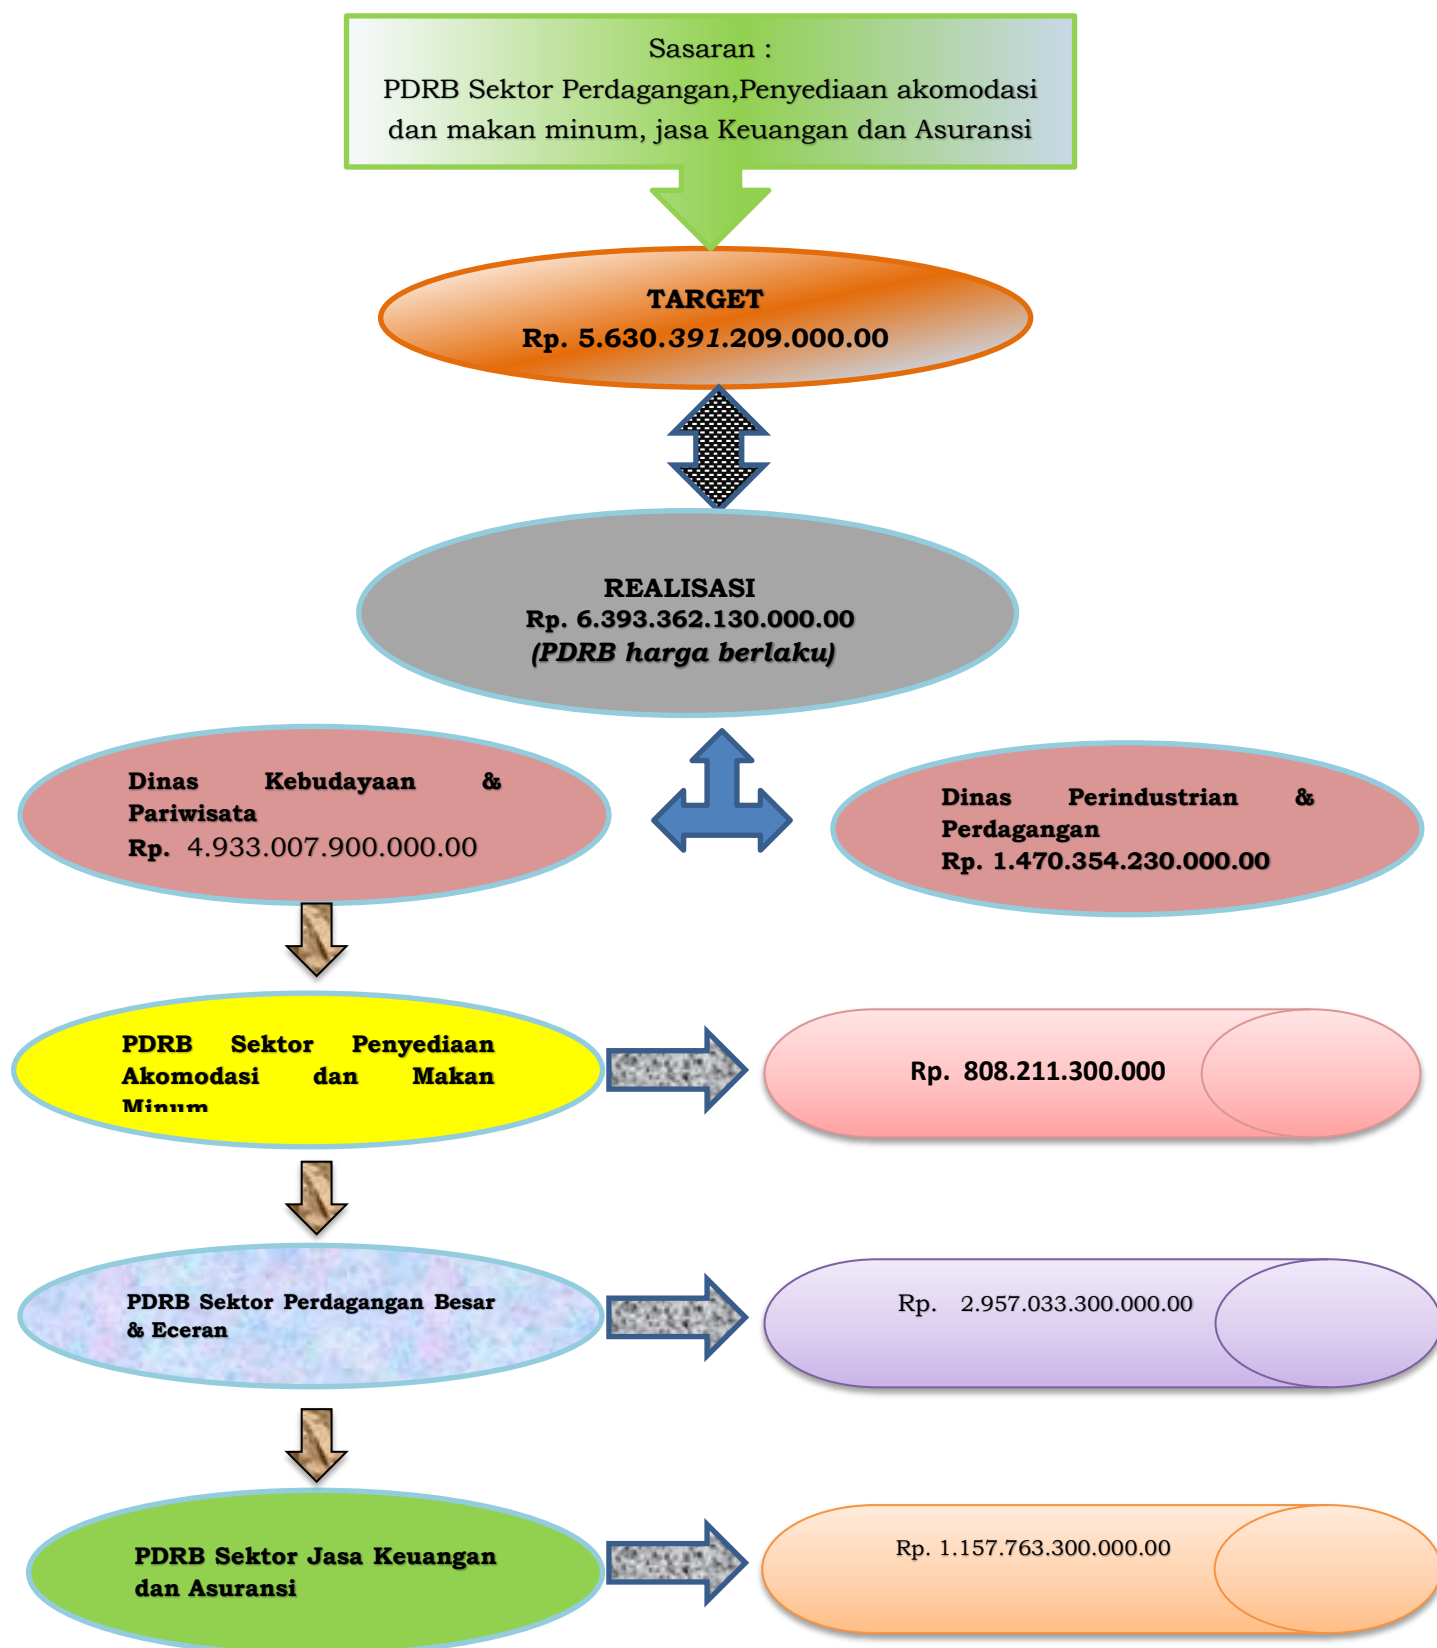 Sasaran :
PDRB Sektor Perdagangan,Penyediaan akomodasi
dan makan minum, jasa Keuangan dan Asuransi
TARGET
Rp. 5.630.391.209.000.00
REALISASI
Rp. 6.393.362.130.000.00
(PDRB harga berlaku)
Dinas Kebudayaan &
Pariwisata
Rp. 4.933.007.900.000.00
Dinas Perindustrian &
Perdagangan
Rp. 1.470.354.230.000.00
PDRB Sektor Penyediaan
Akomodasi dan Makan
Minum
Rp. 808.211.300.000
PDRB Sektor Perdagangan Besar
& Eceran
Rp. 2.957.033.300.000.00
PDRB Sektor Jasa Keuangan
dan Asuransi
Rp. 1.157.763.300.000.00